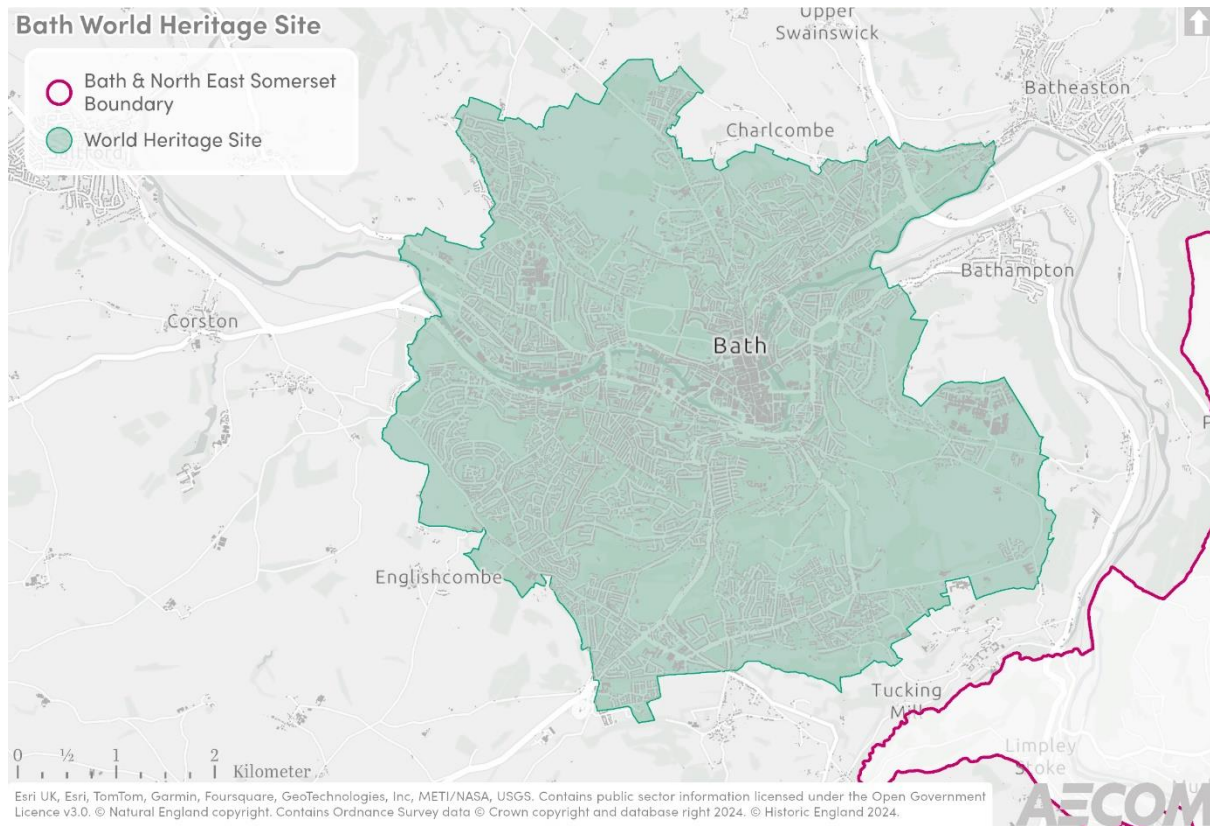 Bath World Heritage Site
Bath & North East Somerset
Boundary
World Heritage Site
Upper
Swainswick
Batheaston
Charlcombe
Bathampton
Corston
Bath
Englishcombe
Tucking
Mill
Limpley
Stoke
0 ½ 1 2 Kilometer
Esri UK, Esri, TomTom, Garmin, Foursquare, GeoTechnologies, Inc, METI/NASA, USGS. Contains public sector information licensed under the Open Government
Licence v3.0. © Natural England copyright. Contains Ordnance Survey data © Crown copyright and database right 2024. © Historic England 2024.
AECOM